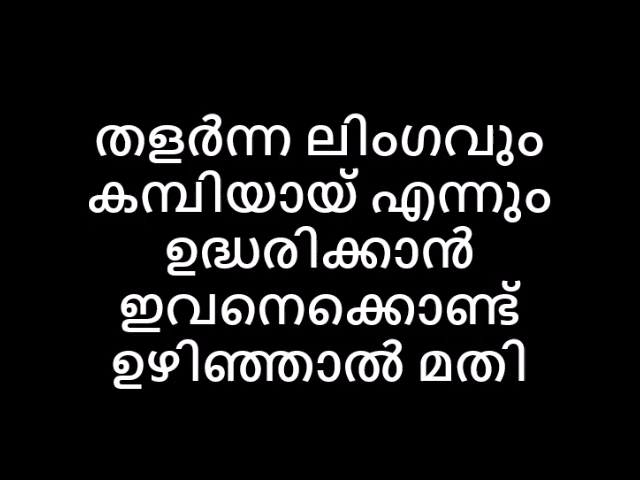 തളർന്ന ലിംഗവും
കമ്പിയായ് എന്നും
ഉദ്ധരിക്കാൻ
ഇവനെക്കൊണ്ട്
ഉഴിഞ്ഞാൽ മതി